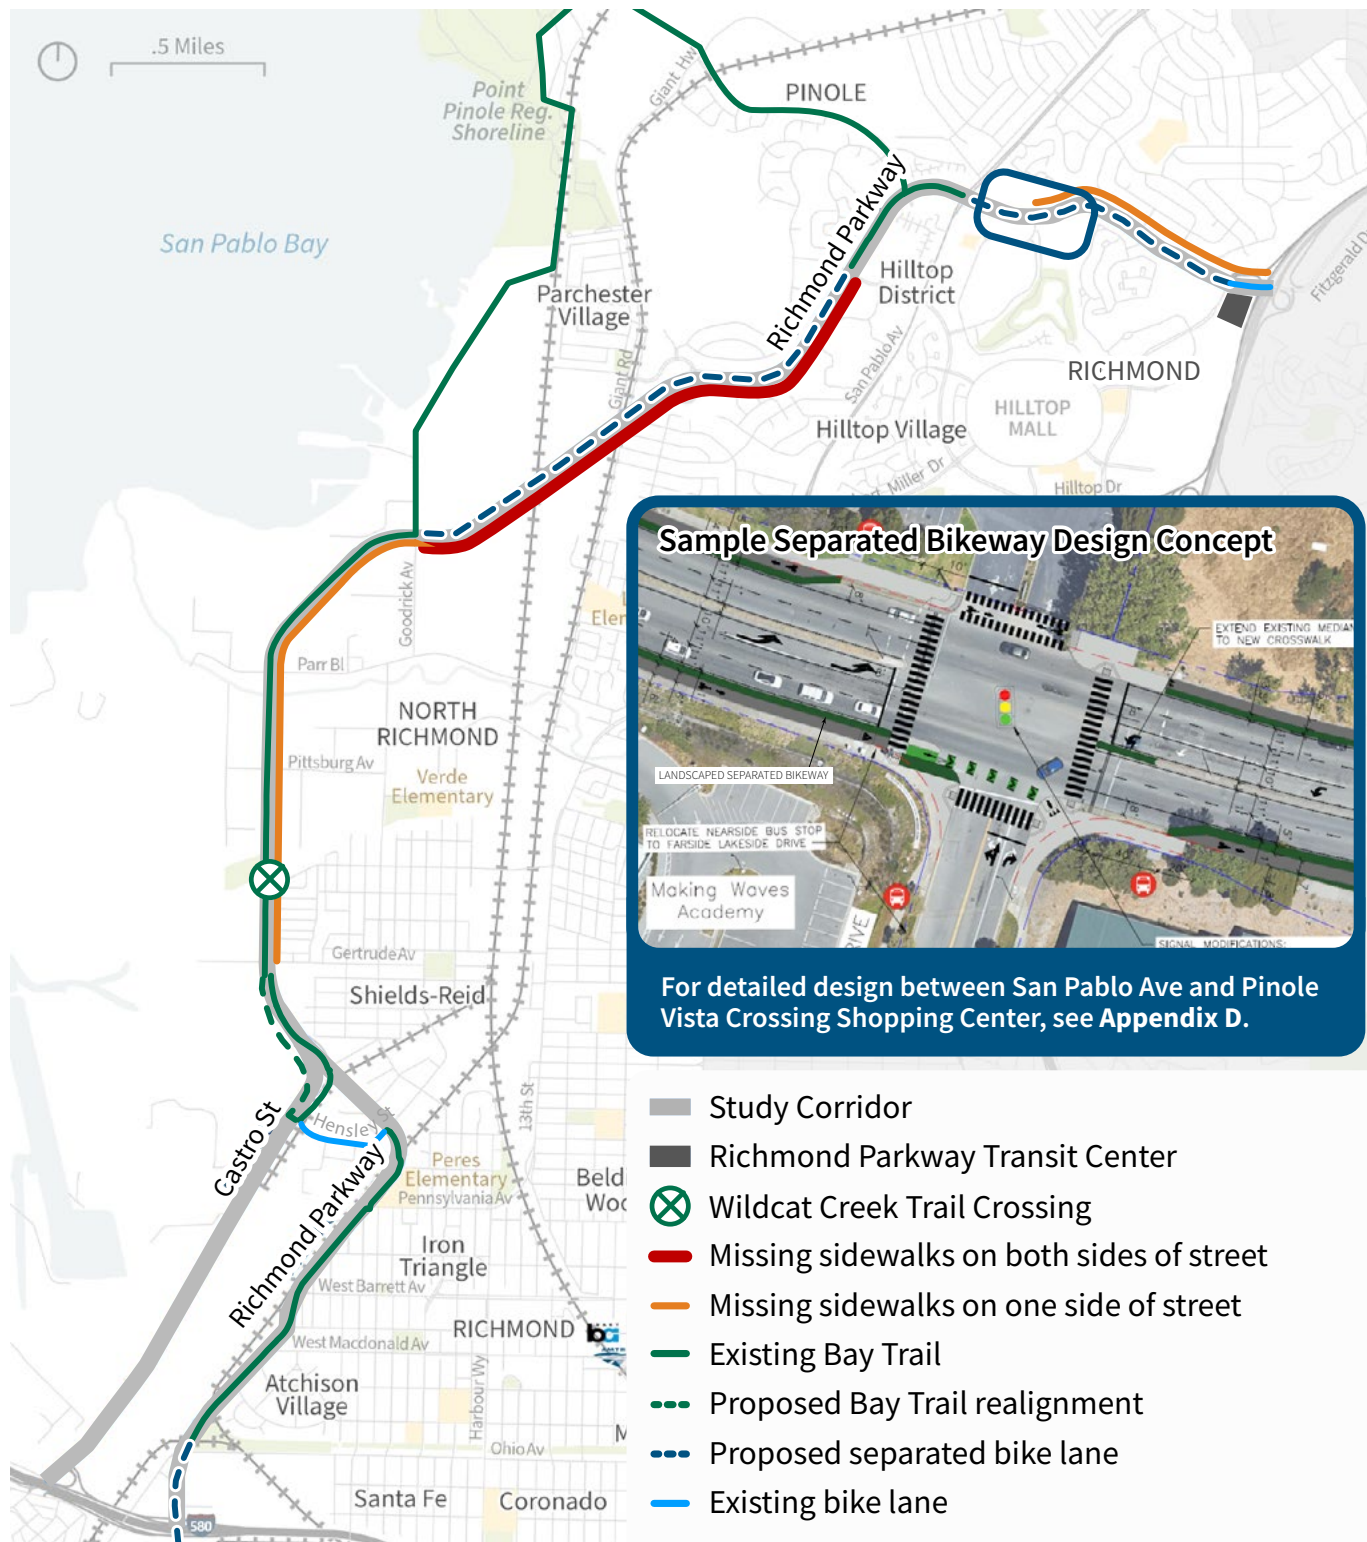 .5 Miles
Point
Pinole Reg.
Shoreline
Giant Hw
PINOLE
San Pablo Bay
Richmond Parkway
Hilltop
District
Fitzgerald D
Parchester
Village
Giant Rd
San Pablo Av
RICHMOND
HILLTOP
MALL
Hilltop Village
Miller Dr
Hilltop Dr
Goodrick Av
Elem
Parr Bl
NORTH
RICHMOND
Pittsburg Av
Verde
Elementary
Gertrude Av
Shields-Reid
13th St
Castro St
Hensley St
Richmond Parkway
Peres
Elementary
Pennsylvania Av
Beld
Woo
Iron
Triangle
West Barrett Av
RICHMOND
West Macdonald Av
Atchison
Village
Harbour Wy
Ohio Av
Santa Fe
Coronado
580
Sample Separated Bikeway Design Concept
EXTEND EXISTING MEDIAN
TO NEW CROSSWALK
LANDSCAPED SEPARATED BIKEWAY
RELOCATE NEARSIDE BUS STOP
TO FARSIDE LAKESIDE DRIVE
Making Waves
Academy
RIVE
SIGNAL MODIFICATIONS:
For detailed design between San Pablo Ave and Pinole
Vista Crossing Shopping Center, see Appendix D.
Study Corridor
Richmond Parkway Transit Center
Wildcat Creek Trail Crossing
Missing sidewalks on both sides of street
Missing sidewalks on one side of street
Existing Bay Trail
Proposed Bay Trail realignment
Proposed separated bike lane
Existing bike lane